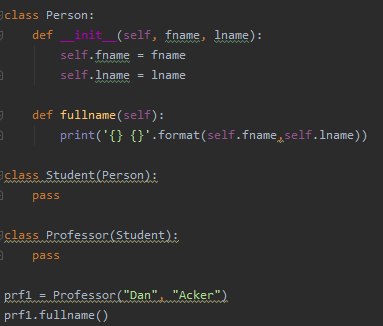 class Person:
    def __init__(self, fname, lname):
        self.fname = fname
        self.lname = lname

    def fullname(self):
        print('{} {}'.format(self.fname,self.lname))

class Student(Person):
    pass

class Professor(Student):
    pass

prf1 = Professor("Dan", "Acker")
prf1.fullname()